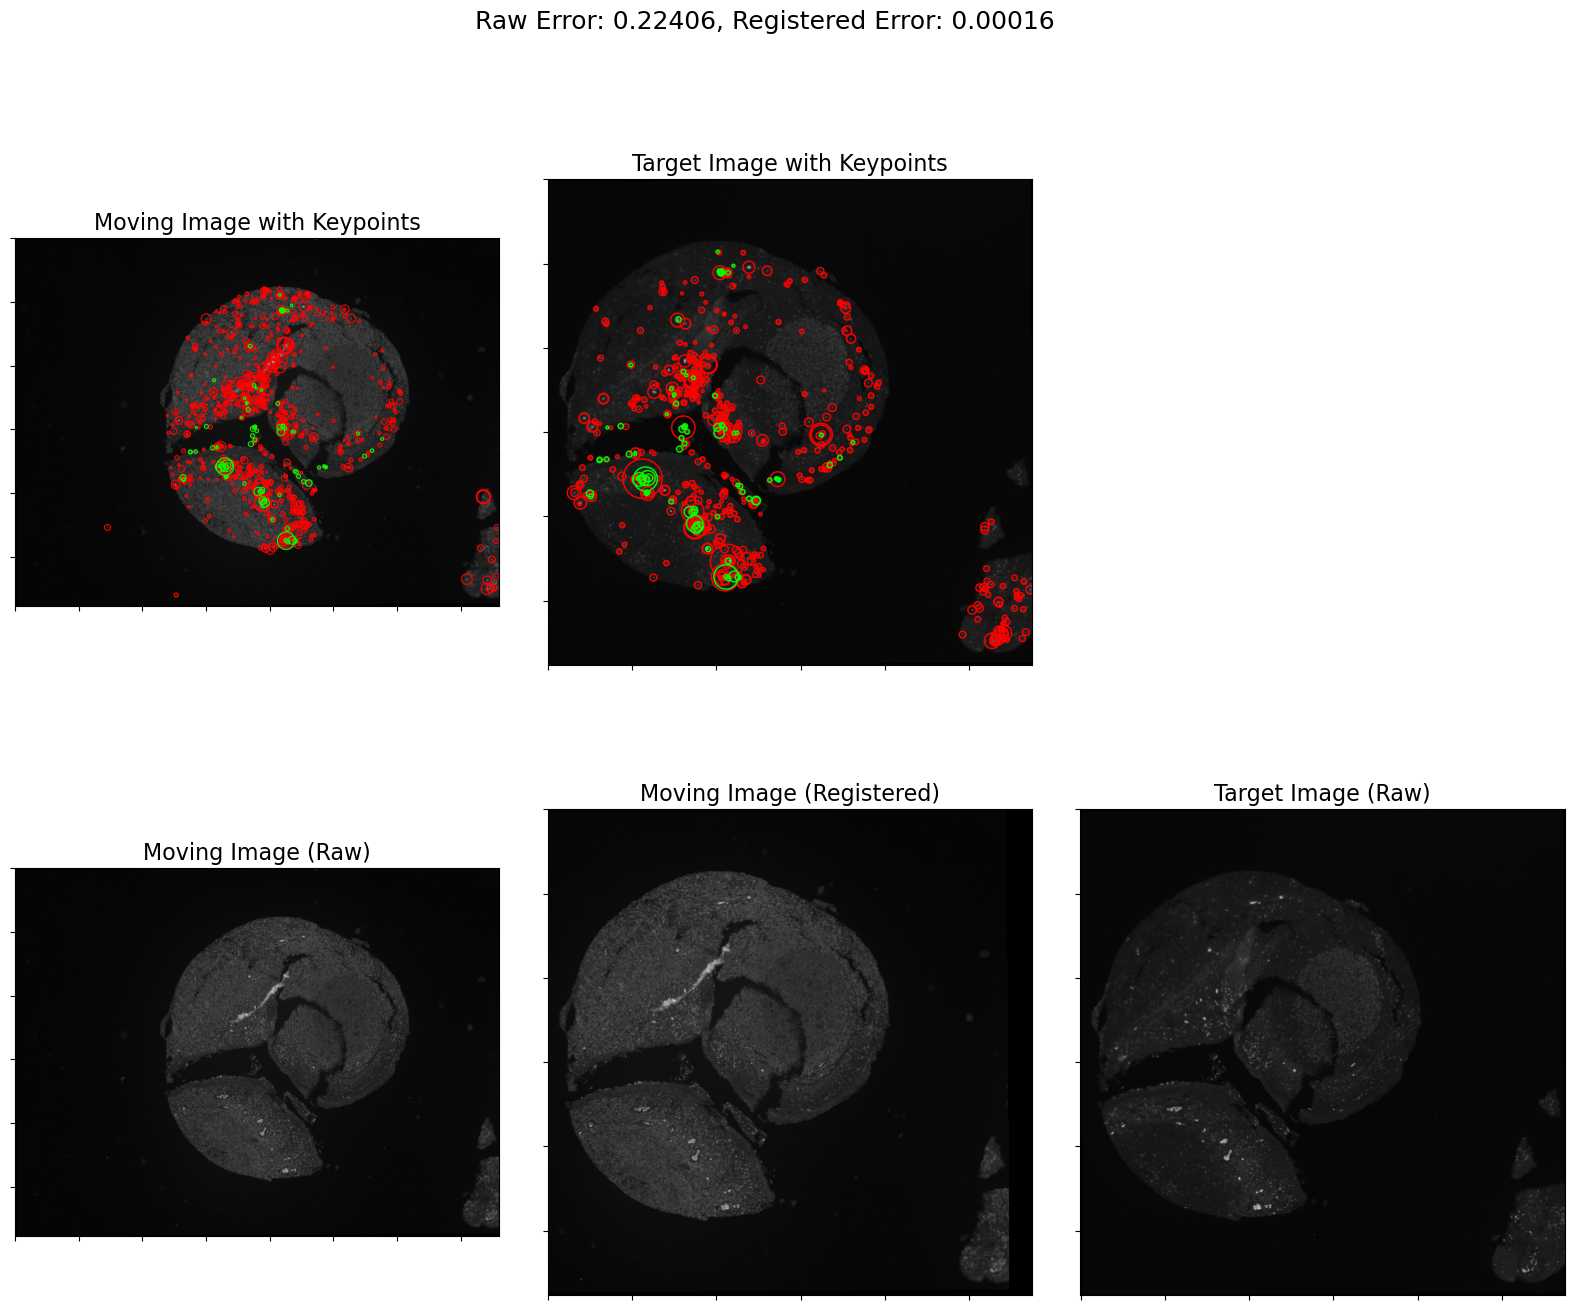 Raw Error: 0.22406, Registered Error: 0.00016
Target Image with Keypoints
Moving Image with Keypoints
Moving Image (Registered)
Target Image (Raw)
Moving Image (Raw)